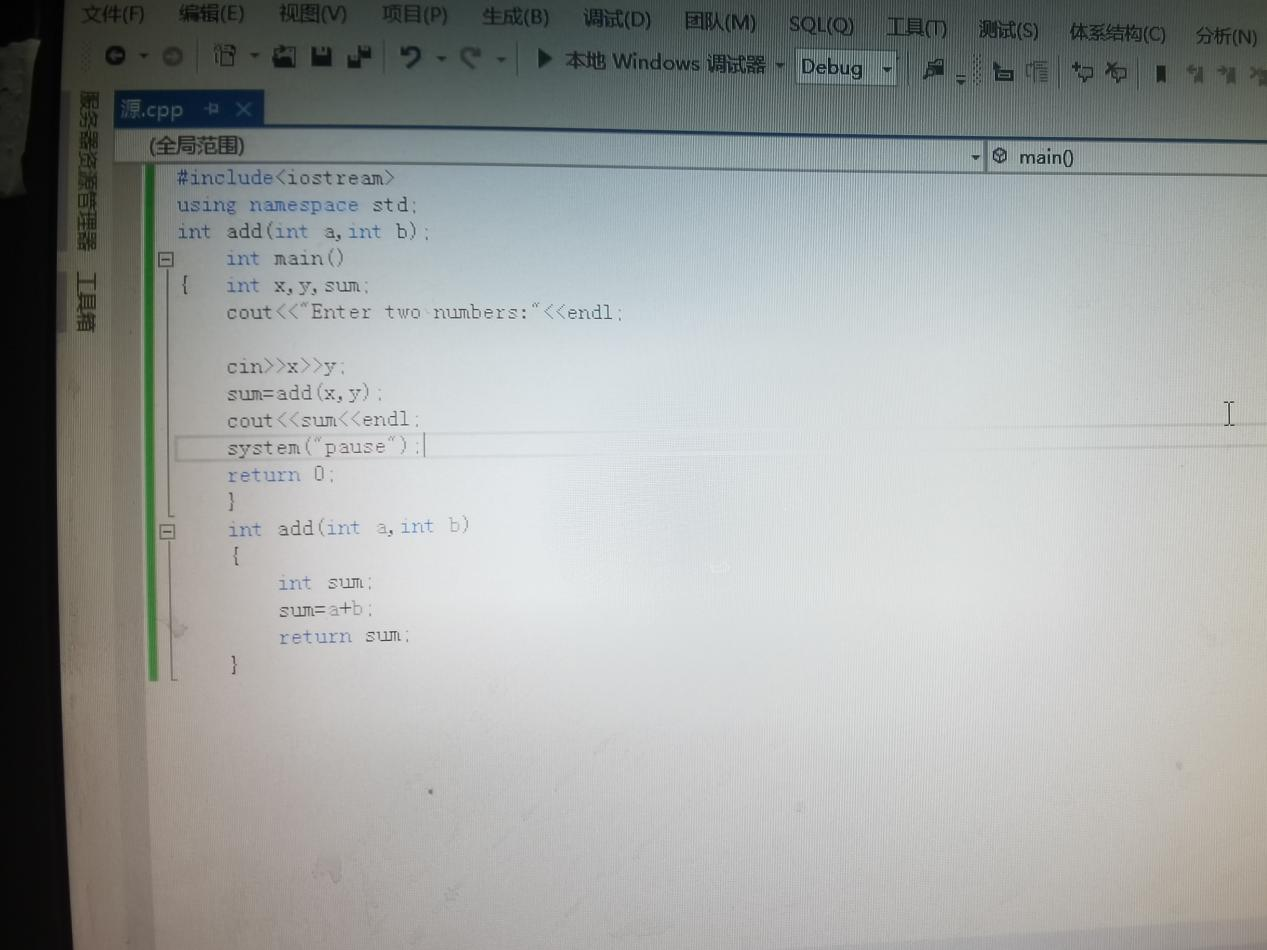 文件(F) 编辑(E) 视图(V) 项目(P) 生成(B) 调试(D) 团队(M) SQL(Q) 工具(T) 测试(S) 体系结构(C) 分析(N)
本地 Windows 调试器 Debug
服务器资源管理器
工具箱
源.cpp
(全局范围) main()
#include<iostream>
using namespace std;
int add(int a,int b);
int main()
{ int x,y,sum;
cout<<"Enter two numbers:"<<endl;
cin>>x>>y;
sum=add(x,y);
cout<<sum<<endl;
system("pause");
return 0;
}
int add(int a,int b)
{
int sum;
sum=a+b;
return sum;
}